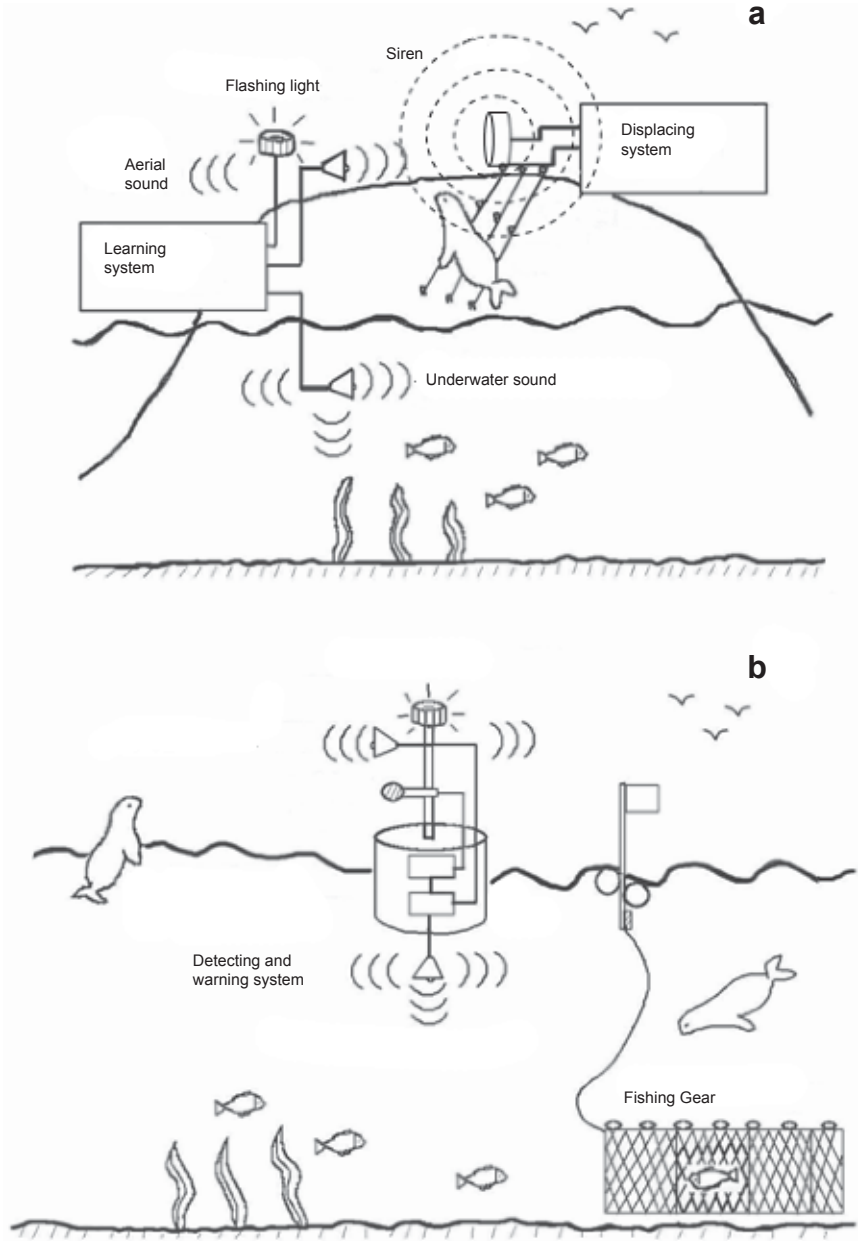 a
Siren
Flashing light
Displacing
system
Aerial
sound
Learning
system
Underwater sound
b
Detecting and
warning system
Fishing Gear